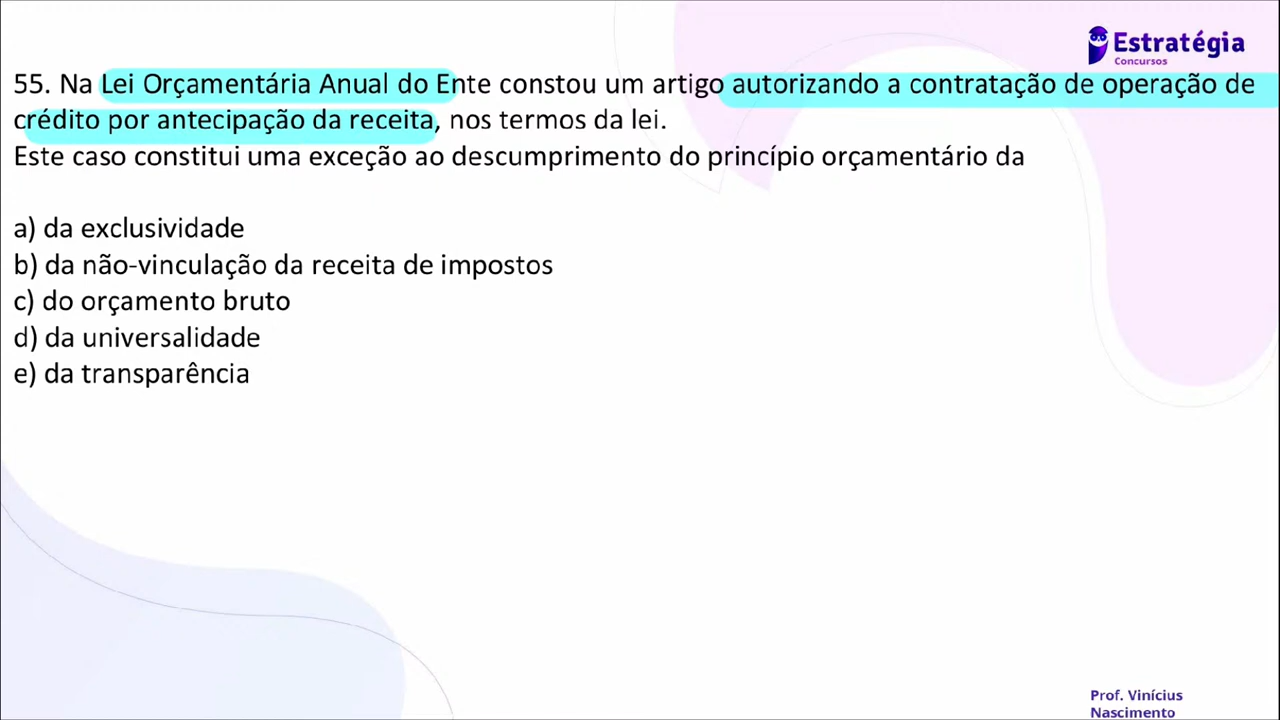 Estratégia
Concursos
55. Na Lei Orçamentária Anual do Ente constou um artigo autorizando a contratação de operação de
crédito por antecipação da receita, nos termos da lei.
Este caso constitui uma exceção ao descumprimento do princípio orçamentário da
a) da exclusividade
b) da não-vinculação da receita de impostos
c) do orçamento bruto
d) da universalidade
e) da transparência
Prof. Vinícius
Nascimento